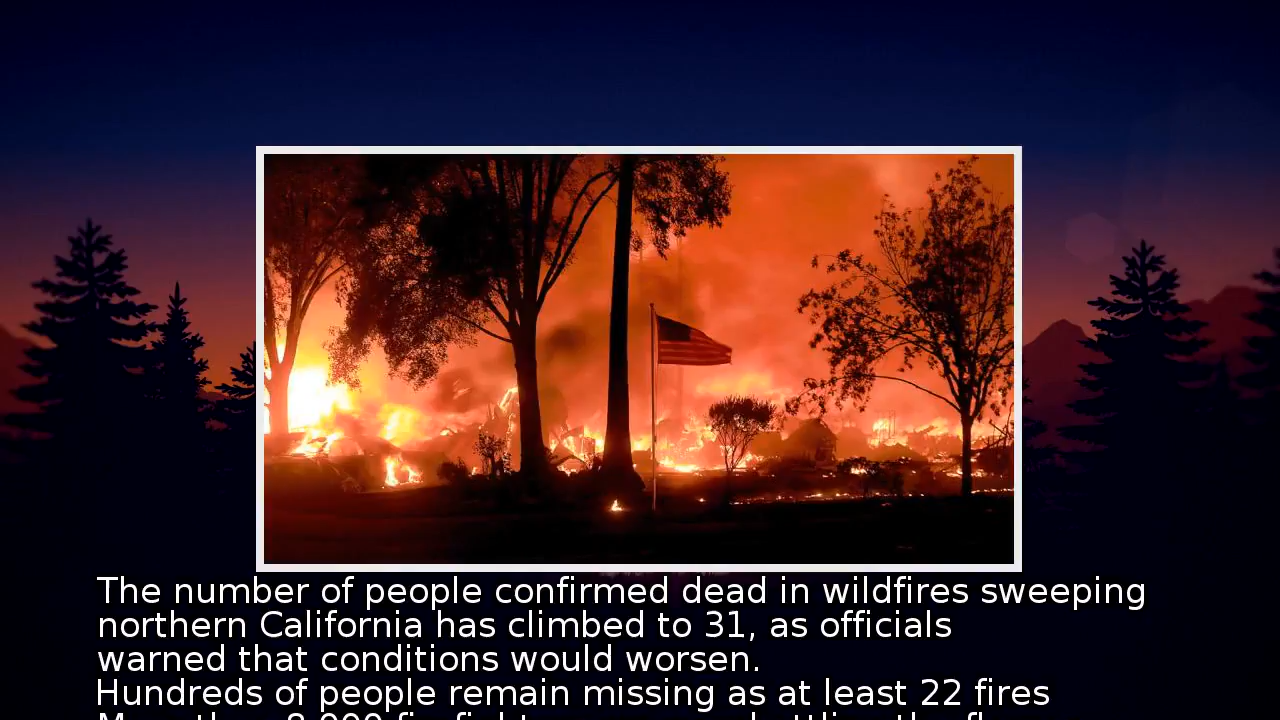 The number of people confirmed dead in wildfires sweeping
northern California has climbed to 31, as officials
warned that conditions would worsen.
Hundreds of people remain missing as at least 22 fires